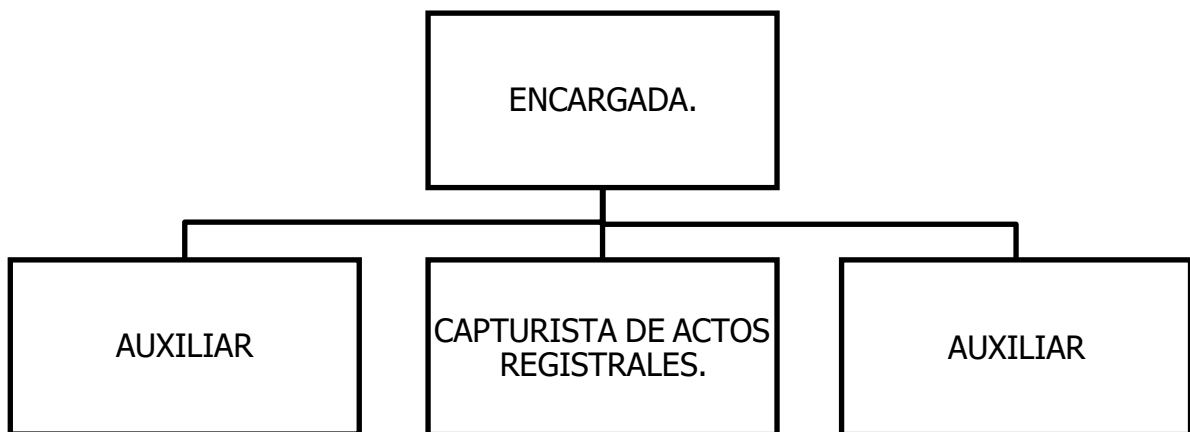 ENCARGADA.
AUXILIAR
CAPTURISTA DE ACTOS
REGISTRALES.
AUXILIAR